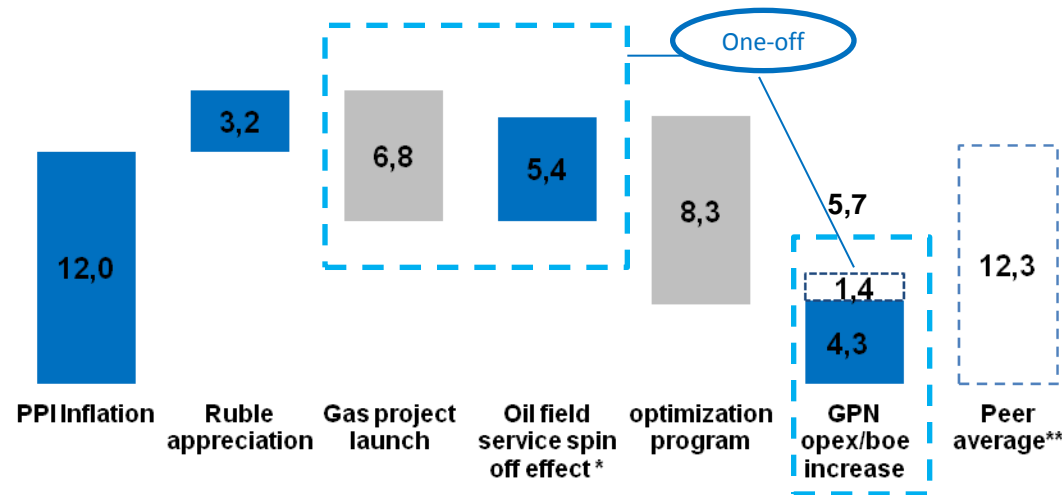 One-off
3,2
6,8
5,4
8,3
5,7
12,0
12,3
1,4
4,3
PPI Inflation
Ruble
appreciation
Gas project
launch
Oil field
service spin
off effect *
optimization
program
GPN
opex/boe
increase
Peer
average**